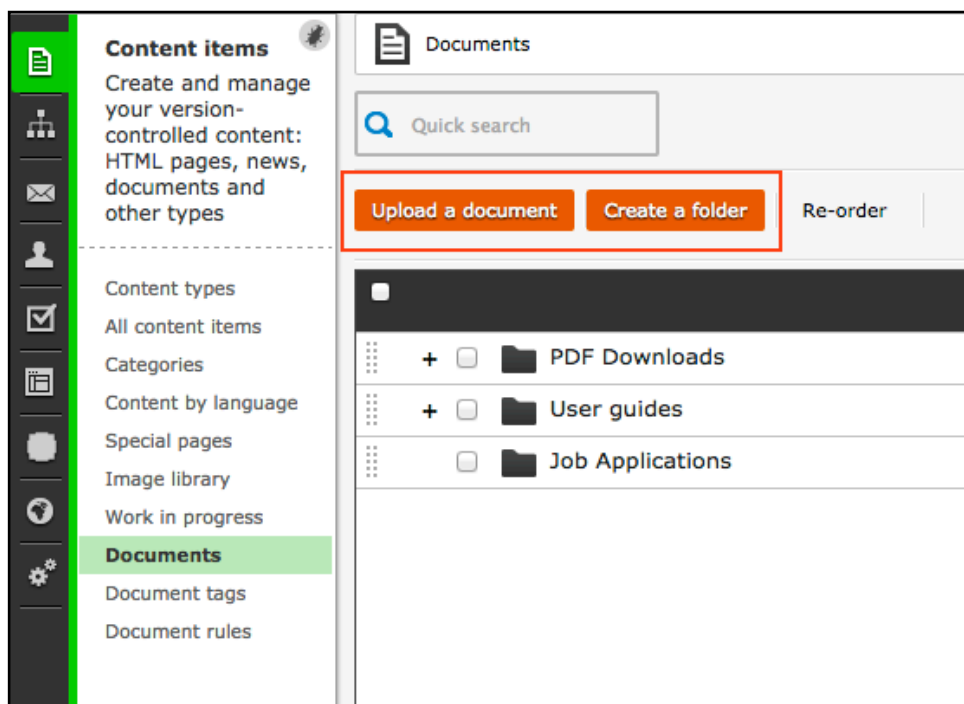 Content items
Create and manage
your version-
controlled content:
HTML pages, news,
documents and
other types
Content types
All content items
Categories
Content by language
Special pages
Image library
Work in progress
Documents
Document tags
Document rules
Documents
Quick search
Upload a document Create a folder Re-order
+ PDF Downloads
+ User guides
Job Applications